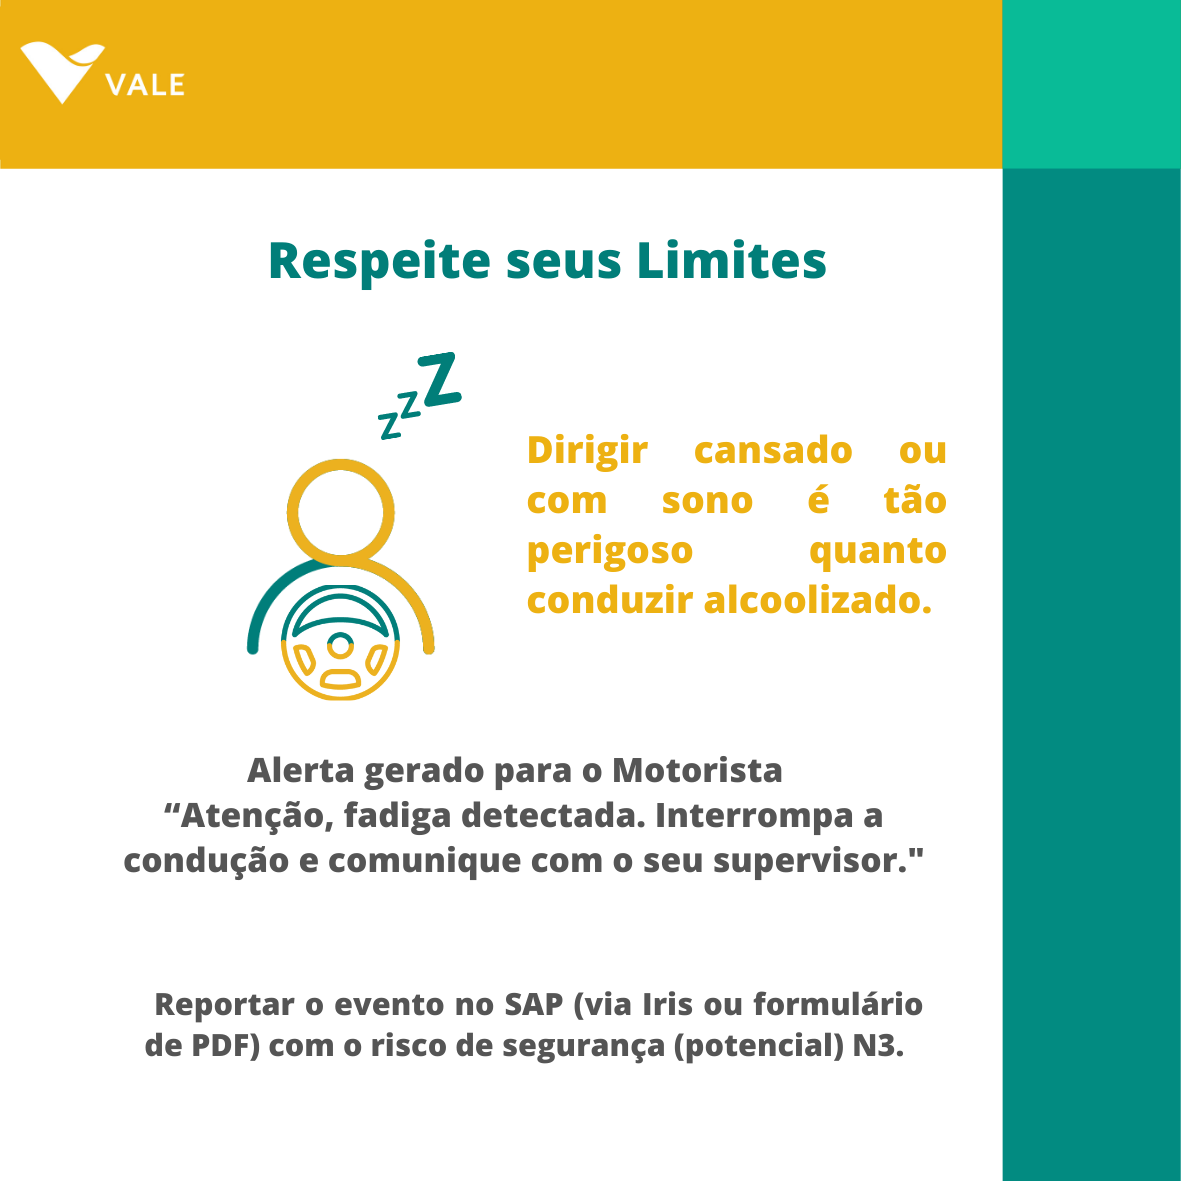 VALE
Respeite seus Limites
z z Z
Dirigir cansado ou
com sono é tão
perigoso quanto
conduzir alcoolizado.
Alerta gerado para o Motorista
“Atenção, fadiga detectada. Interrompa a
condução e comunique com o seu supervisor."
Reportar o evento no SAP (via Iris ou formulário
de PDF) com o risco de segurança (potencial) N3.